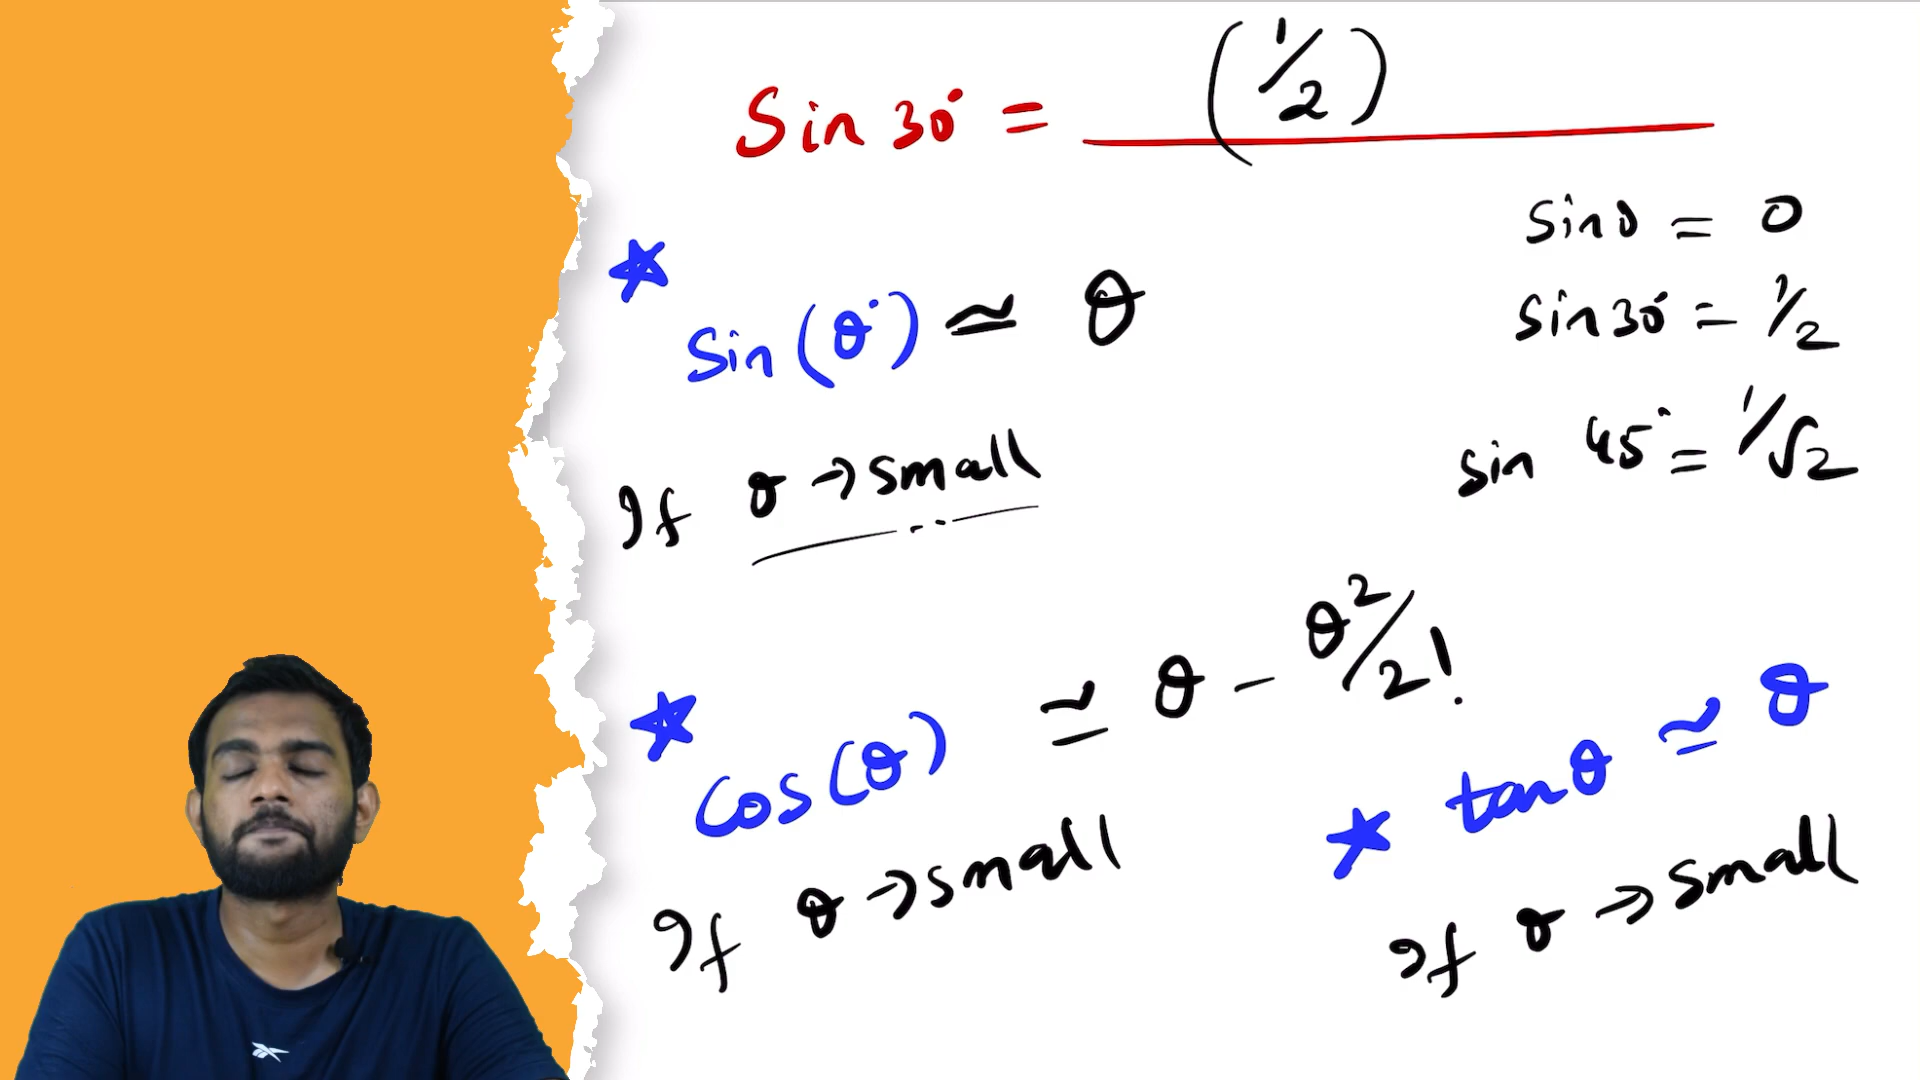 Sin 30° = (1/2)
sin 0 = 0
sin 30° = 1/2
sin 45° = 1/√2
Sin (θ°) ≃ θ
If θ → small
cos (θ) ≃ θ - θ²/2!
If θ → small
tan θ ≃ θ
If θ → small